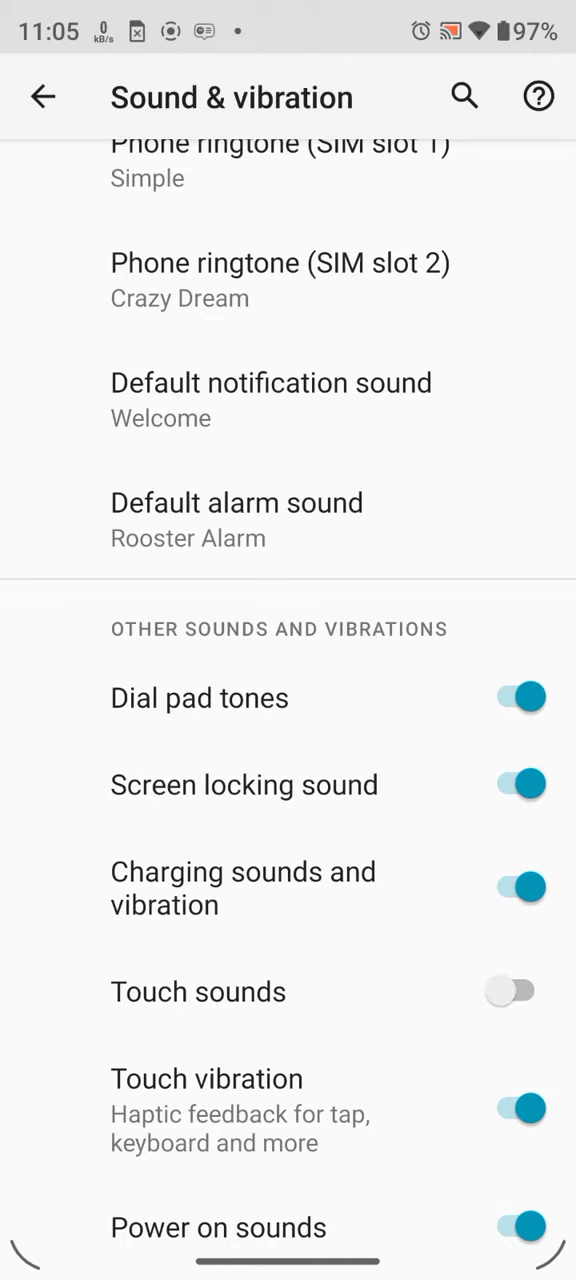 11:05 0 kB/s 97%
Sound & vibration
Phone ringtone (SIM slot 1)
Simple
Phone ringtone (SIM slot 2)
Crazy Dream
Default notification sound
Welcome
Default alarm sound
Rooster Alarm
OTHER SOUNDS AND VIBRATIONS
Dial pad tones
Screen locking sound
Charging sounds and
vibration
Touch sounds
Touch vibration
Haptic feedback for tap,
keyboard and more
Power on sounds